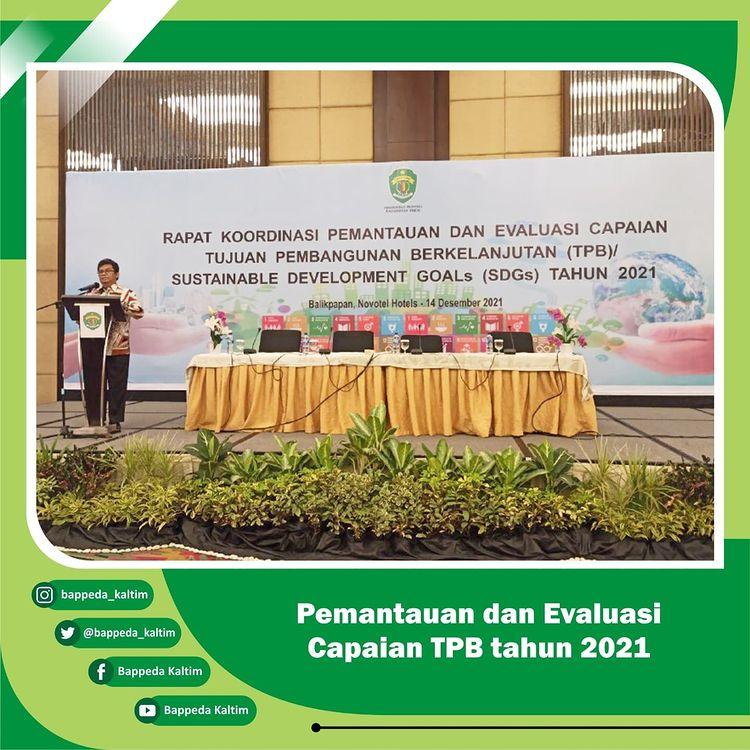 RAPAT KOORDINASI PEMANTAUAN DAN EVALUASI CAPAIAN
TUJUAN PEMBANGUNAN BERKELANJUTAN (TPB)/
SUSTAINABLE DEVELOPMENT GOALs (SDGs) TAHUN 2021
Balikpapan, Novotel Hotels - 14 Desember 2021
bappeda_kaltim
@bappeda_kaltim
Bappeda Kaltim
Bappeda Kaltim
Pemantauan dan Evaluasi
Capaian TPB tahun 2021